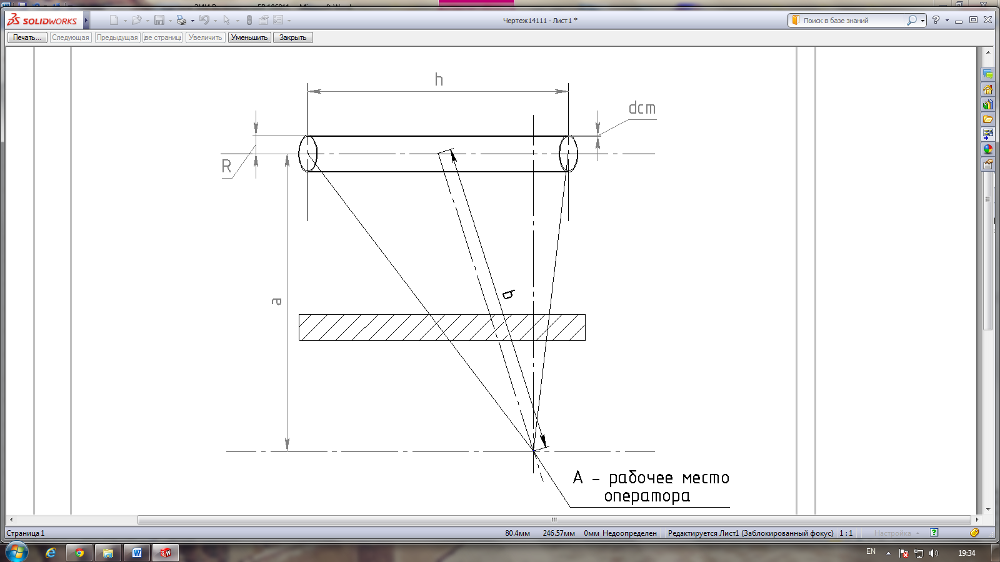 SOLIDWORKS
Чертеж14111 - Лист1 *
Поиск в базе знаний
Печать...
Следующая
Предыдущая
Увеличить
Уменьшить
Закрыть
h
dcm
R
a
b
А – рабочее место
оператора
Страница 1
80.4мм
246.57мм
0мм
Недоопределен
Редактируется Лист1 (Заблокированный фокус)
1 : 1
Настройка
EN
19:34